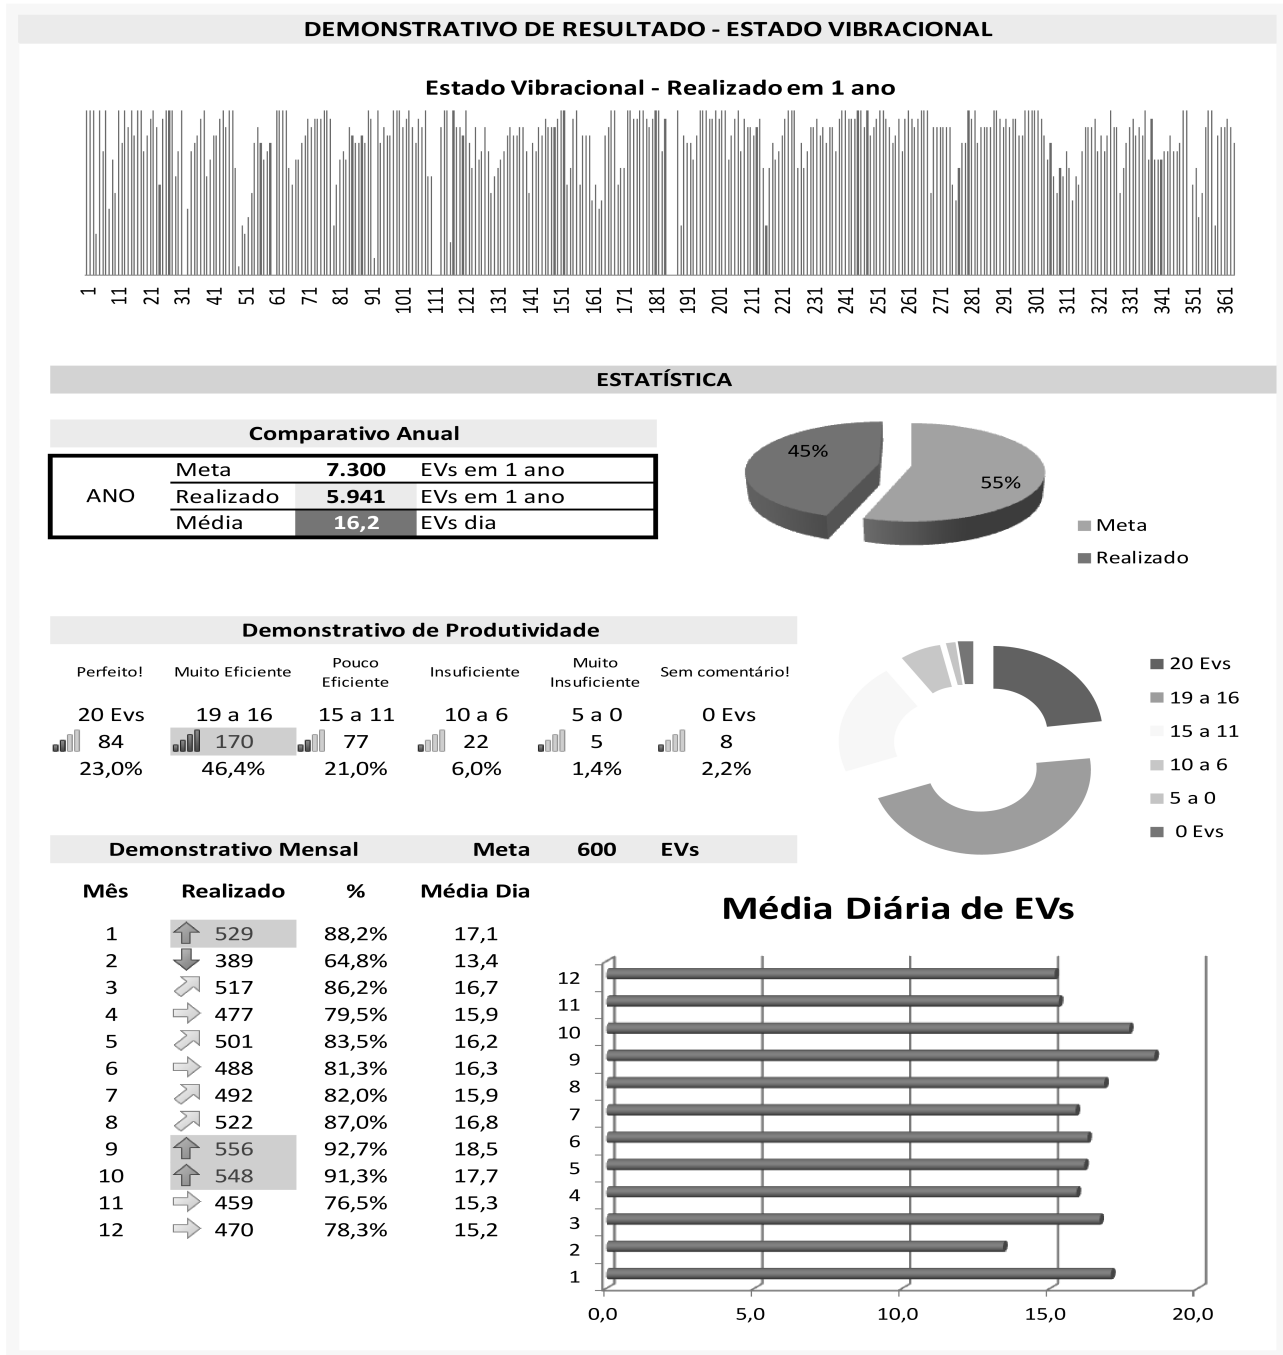 DEMONSTRATIVO DE RESULTADO - ESTADO VIBRACIONAL
Estado Vibracional - Realizado em 1 ano
1 11 21 31 41 51 61 71 81 91 101 111 121 131 141 151 161 171 181 191 201 211 221 231 241 251 261 271 281 291 301 311 321 331 341 351 361
ESTATÍSTICA
Comparativo Anual
ANO
Meta 7.300 EVs em 1 ano
Realizado 5.941 EVs em 1 ano
Média 16,2 EVs dia
45%
55%
Meta
Realizado
Demonstrativo de Produtividade
Perfeito! Muito Eficiente Pouco Eficiente Insuficiente Muito Insuficiente Sem comentário!
20 Evs 19 a 16 15 a 11 10 a 6 5 a 0 0 Evs
84 170 77 22 5 8
23,0% 46,4% 21,0% 6,0% 1,4% 2,2%
20 Evs
19 a 16
15 a 11
10 a 6
5 a 0
0 Evs
Demonstrativo Mensal Meta 600 EVs
Mês Realizado % Média Dia
1 529 88,2% 17,1
2 389 64,8% 13,4
3 517 86,2% 16,7
4 477 79,5% 15,9
5 501 83,5% 16,2
6 488 81,3% 16,3
7 492 82,0% 15,9
8 522 87,0% 16,8
9 556 92,7% 18,5
10 548 91,3% 17,7
11 459 76,5% 15,3
12 470 78,3% 15,2
Média Diária de EVs
12
11
10
9
8
7
6
5
4
3
2
1
0,0 5,0 10,0 15,0 20,0